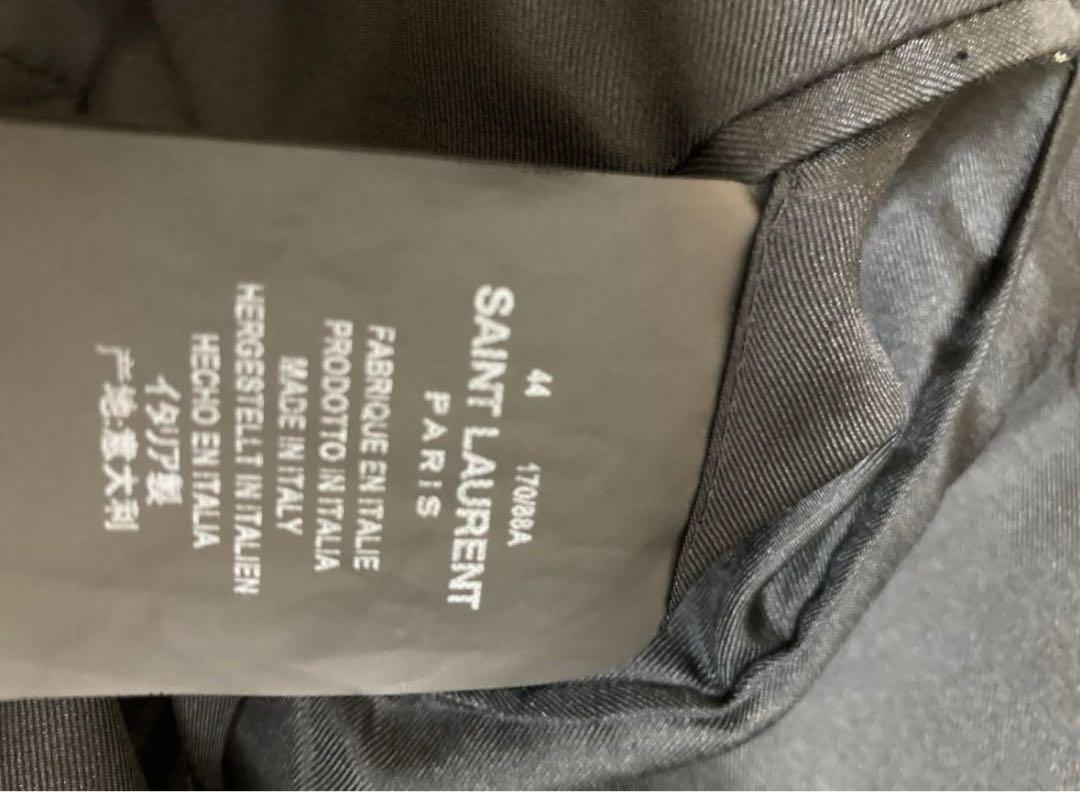 44 170/88A
SAINT LAURENT
PARIS
FABRIQUE EN ITALIE
PRODOTTO IN ITALIA
MADE IN ITALY
HERGESTELLT IN ITALIEN
HECHO EN ITALIA
イタリア製
产地:意大利